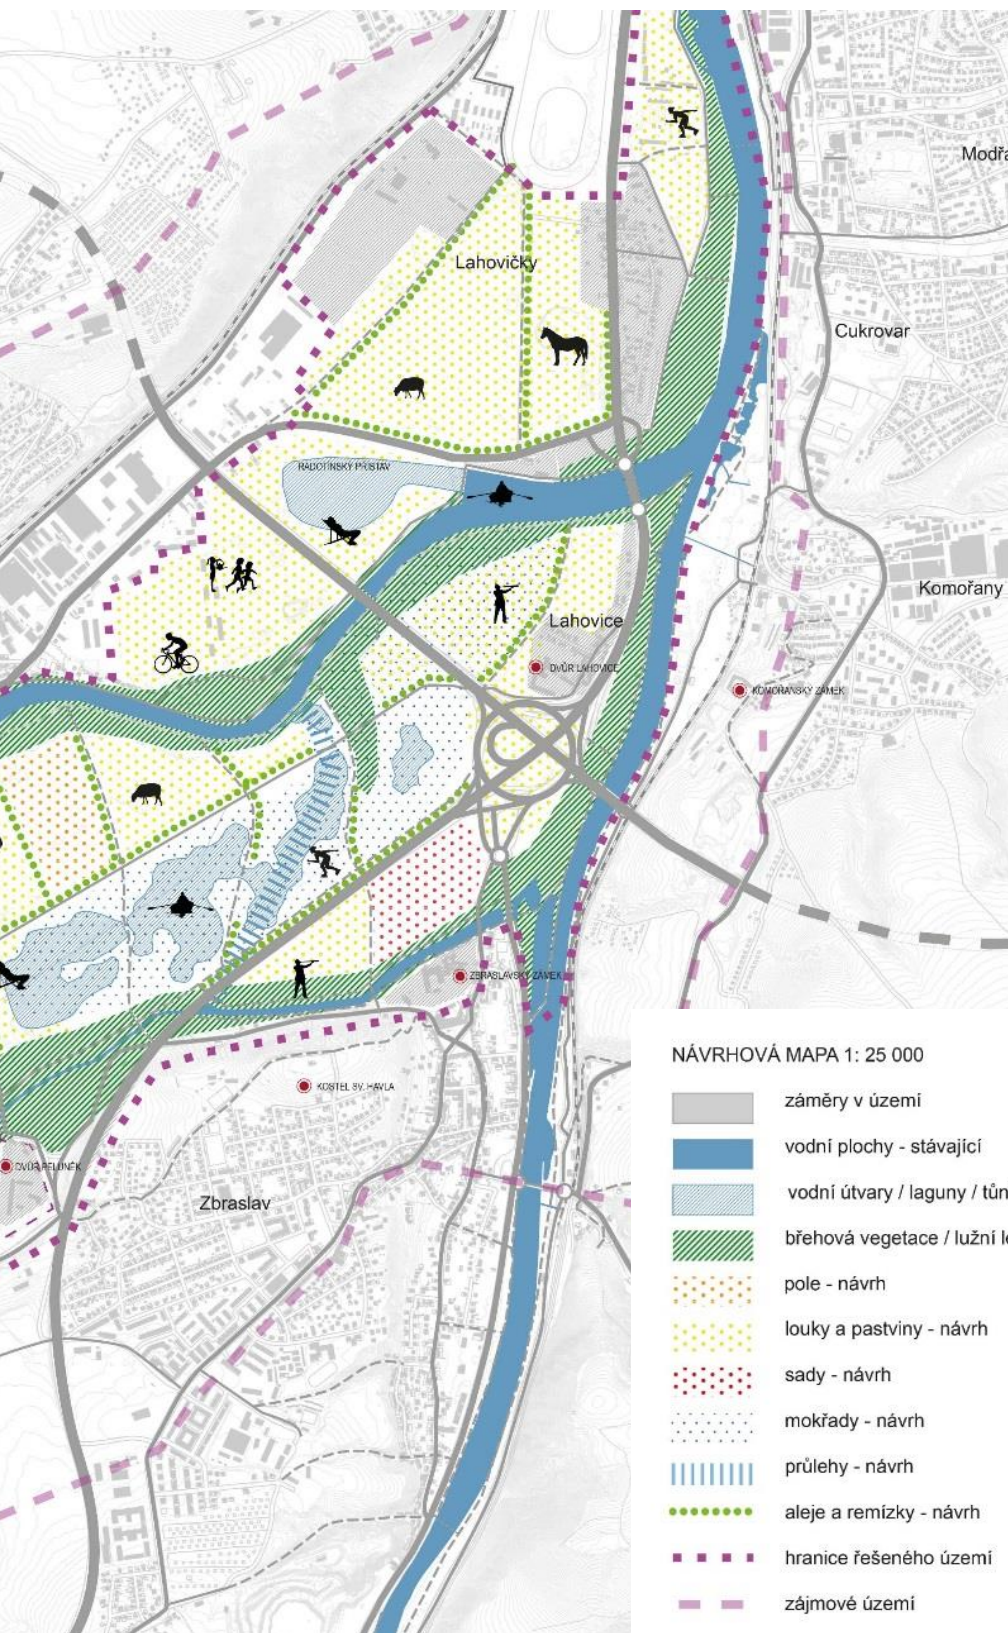 Lahovičky
Cukrovar
RADOTÍNSKÝ PŘÍSTAV
Komořany
Lahovice
DVŮR LAHOVICE
KOMOŘANSKÝ ZÁMEK
ZBRASLAVSKÝ ZÁMEK
KOSTEL SV. HAVLA
DVŮR PELUNĚK
Zbraslav
NÁVRHOVÁ MAPA 1: 25 000
záměry v území
vodní plochy - stávající
vodní útvary / laguny /
břehová vegetace / lužní
pole - návrh
louky a pastviny - návrh
sady - návrh
mokřady - návrh
průlehy - návrh
aleje a remízky - návrh
hranice řešeného území
zájmové území